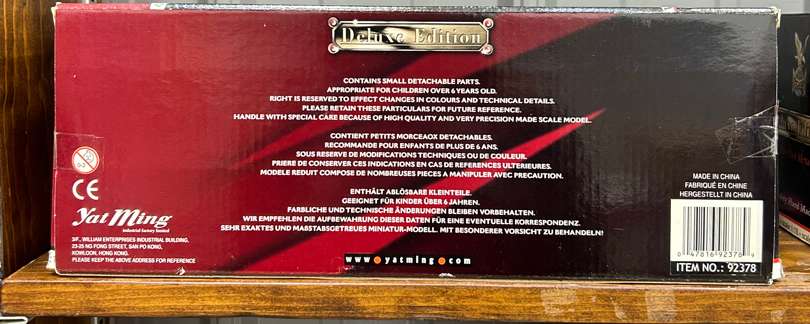 Deluxe Edition
CONTAINS SMALL DETACHABLE PARTS.
APPROPRIATE FOR CHILDREN OVER 6 YEARS OLD.
RIGHT IS RESERVED TO EFFECT CHANGES IN COLOURS AND TECHNICAL DETAILS.
PLEASE RETAIN THESE PARTICULARS FOR FUTURE REFERENCE.
HANDLE WITH SPECIAL CARE BECAUSE OF HIGH QUALITY AND VERY PRECISION MADE SCALE MODEL.
CONTIENT PETITS MORCEAOX DETACHABLES.
RECOMMANDE POUR ENFANTS DE PLUS DE 6 ANS.
SOUS RESERVE DE MODIFICATIONS TECHNIQUES OU DE COULEUR.
PRIERE DE CONSERVER CES INDICATIONS EN CAS DE REFERENCES ULTERIEURES.
MODELE REDUIT COMPOSE DE NOMBREUSES PIECES A MANIPULER AVEC PRECAUTION.
ENTHÄLT ABLÖSBARE KLEINTEILE.
GEEIGNET FÜR KINDER ÜBER 6 JAHREN.
FARBLICHE UND TECHNISCHE ÄNDERUNGEN BLEIBEN VORBEHALTEN.
WIR EMPFEHLEN DIE AUFBEWAHRUNG DIESER DATEN FÜR EINE EVENTUELLE KORRESPONDENZ.
SEHR EXAKTES UND MAßSTABSGETREUES MINIATUR-MODELL. MIT BESONDERER VORSICHT ZU BEHANDELN!
www.yatming.com
0-3
CE
Yat Ming
industrial factory limited
3/F., WILLIAM ENTERPRISES INDUSTRIAL BUILDING,
23-25 NG FONG STREET, SAN PO KONG,
KOWLOON, HONG KONG.
PLEASE KEEP THE ABOVE ADDRESS FOR REFERENCE
MADE IN CHINA
FABRIQUÉ EN CHINE
HERGESTELLT IN CHINA
0 47816 92378 9
ITEM NO.: 92378